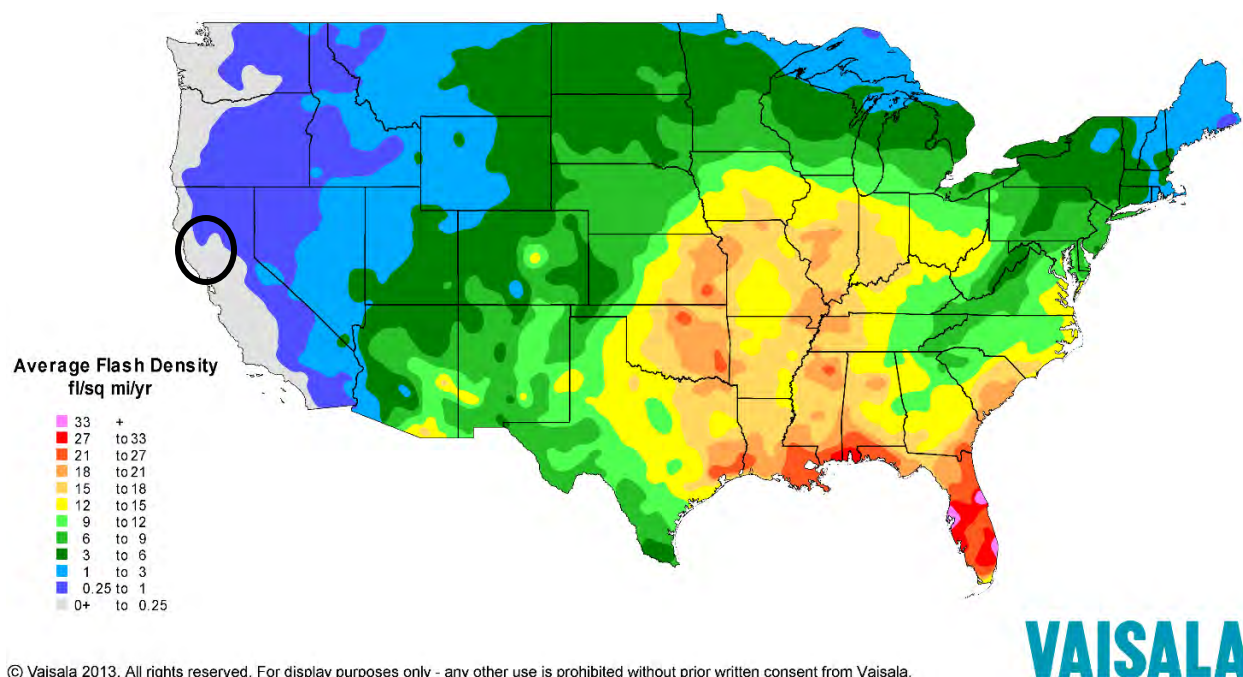 Average Flash Density
fl/sq mi/yr
33 +
27 to 33
21 to 27
18 to 21
15 to 18
12 to 15
9 to 12
6 to 9
3 to 6
1 to 3
0.25 to 1
0+ to 0.25
VAISALA
© Vaisala 2013. All rights reserved. For display purposes only - any other use is prohibited without prior written consent from Vaisala.